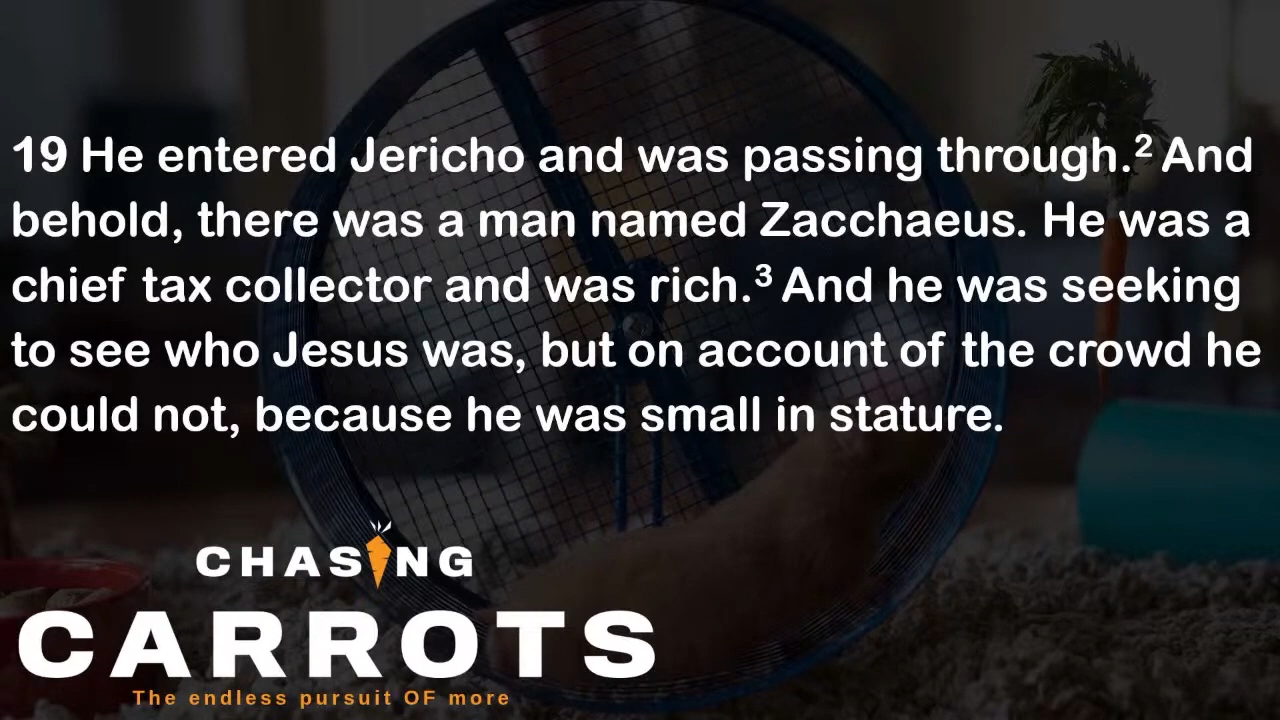 19 He entered Jericho and was passing through.² And
behold, there was a man named Zacchaeus. He was a
chief tax collector and was rich.³ And he was seeking
to see who Jesus was, but on account of the crowd he
could not, because he was small in stature.
CHASING
CARROTS
The endless pursuit OF more